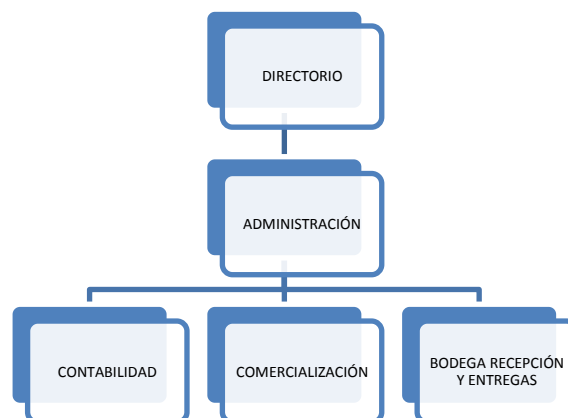 DIRECTORIO
ADMINISTRACIÓN
CONTABILIDAD
COMERCIALIZACIÓN
BODEGA RECEPCIÓN
Y ENTREGAS